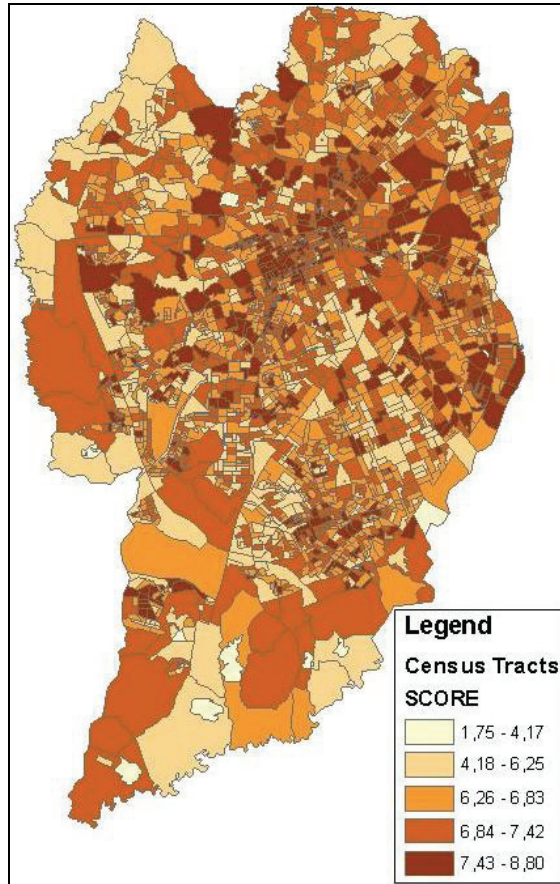 Legend
Census Tracts
SCORE
1,75 - 4,17
4,18 - 6,25
6,26 - 6,83
6,84 - 7,42
7,43 - 8,80